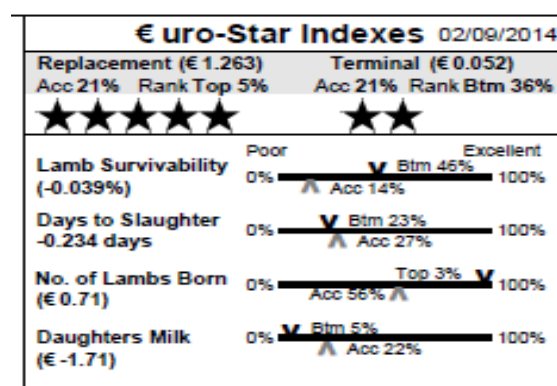 € uro-Star Indexes 02/09/2014
Replacement (€ 1.263) Terminal (€ 0.052)
Acc 21% Rank Top 5% Acc 21% Rank Btm 36%
Poor Excellent
Lamb Survivability 0% Btm 46% 100%
(-0.039%) Acc 14%
Days to Slaughter 0% Btm 23% 100%
-0.234 days Acc 27%
No. of Lambs Born 0% Top 3% 100%
(€ 0.71) Acc 56%
Daughters Milk 0% Btm 5% 100%
(€ -1.71) Acc 22%